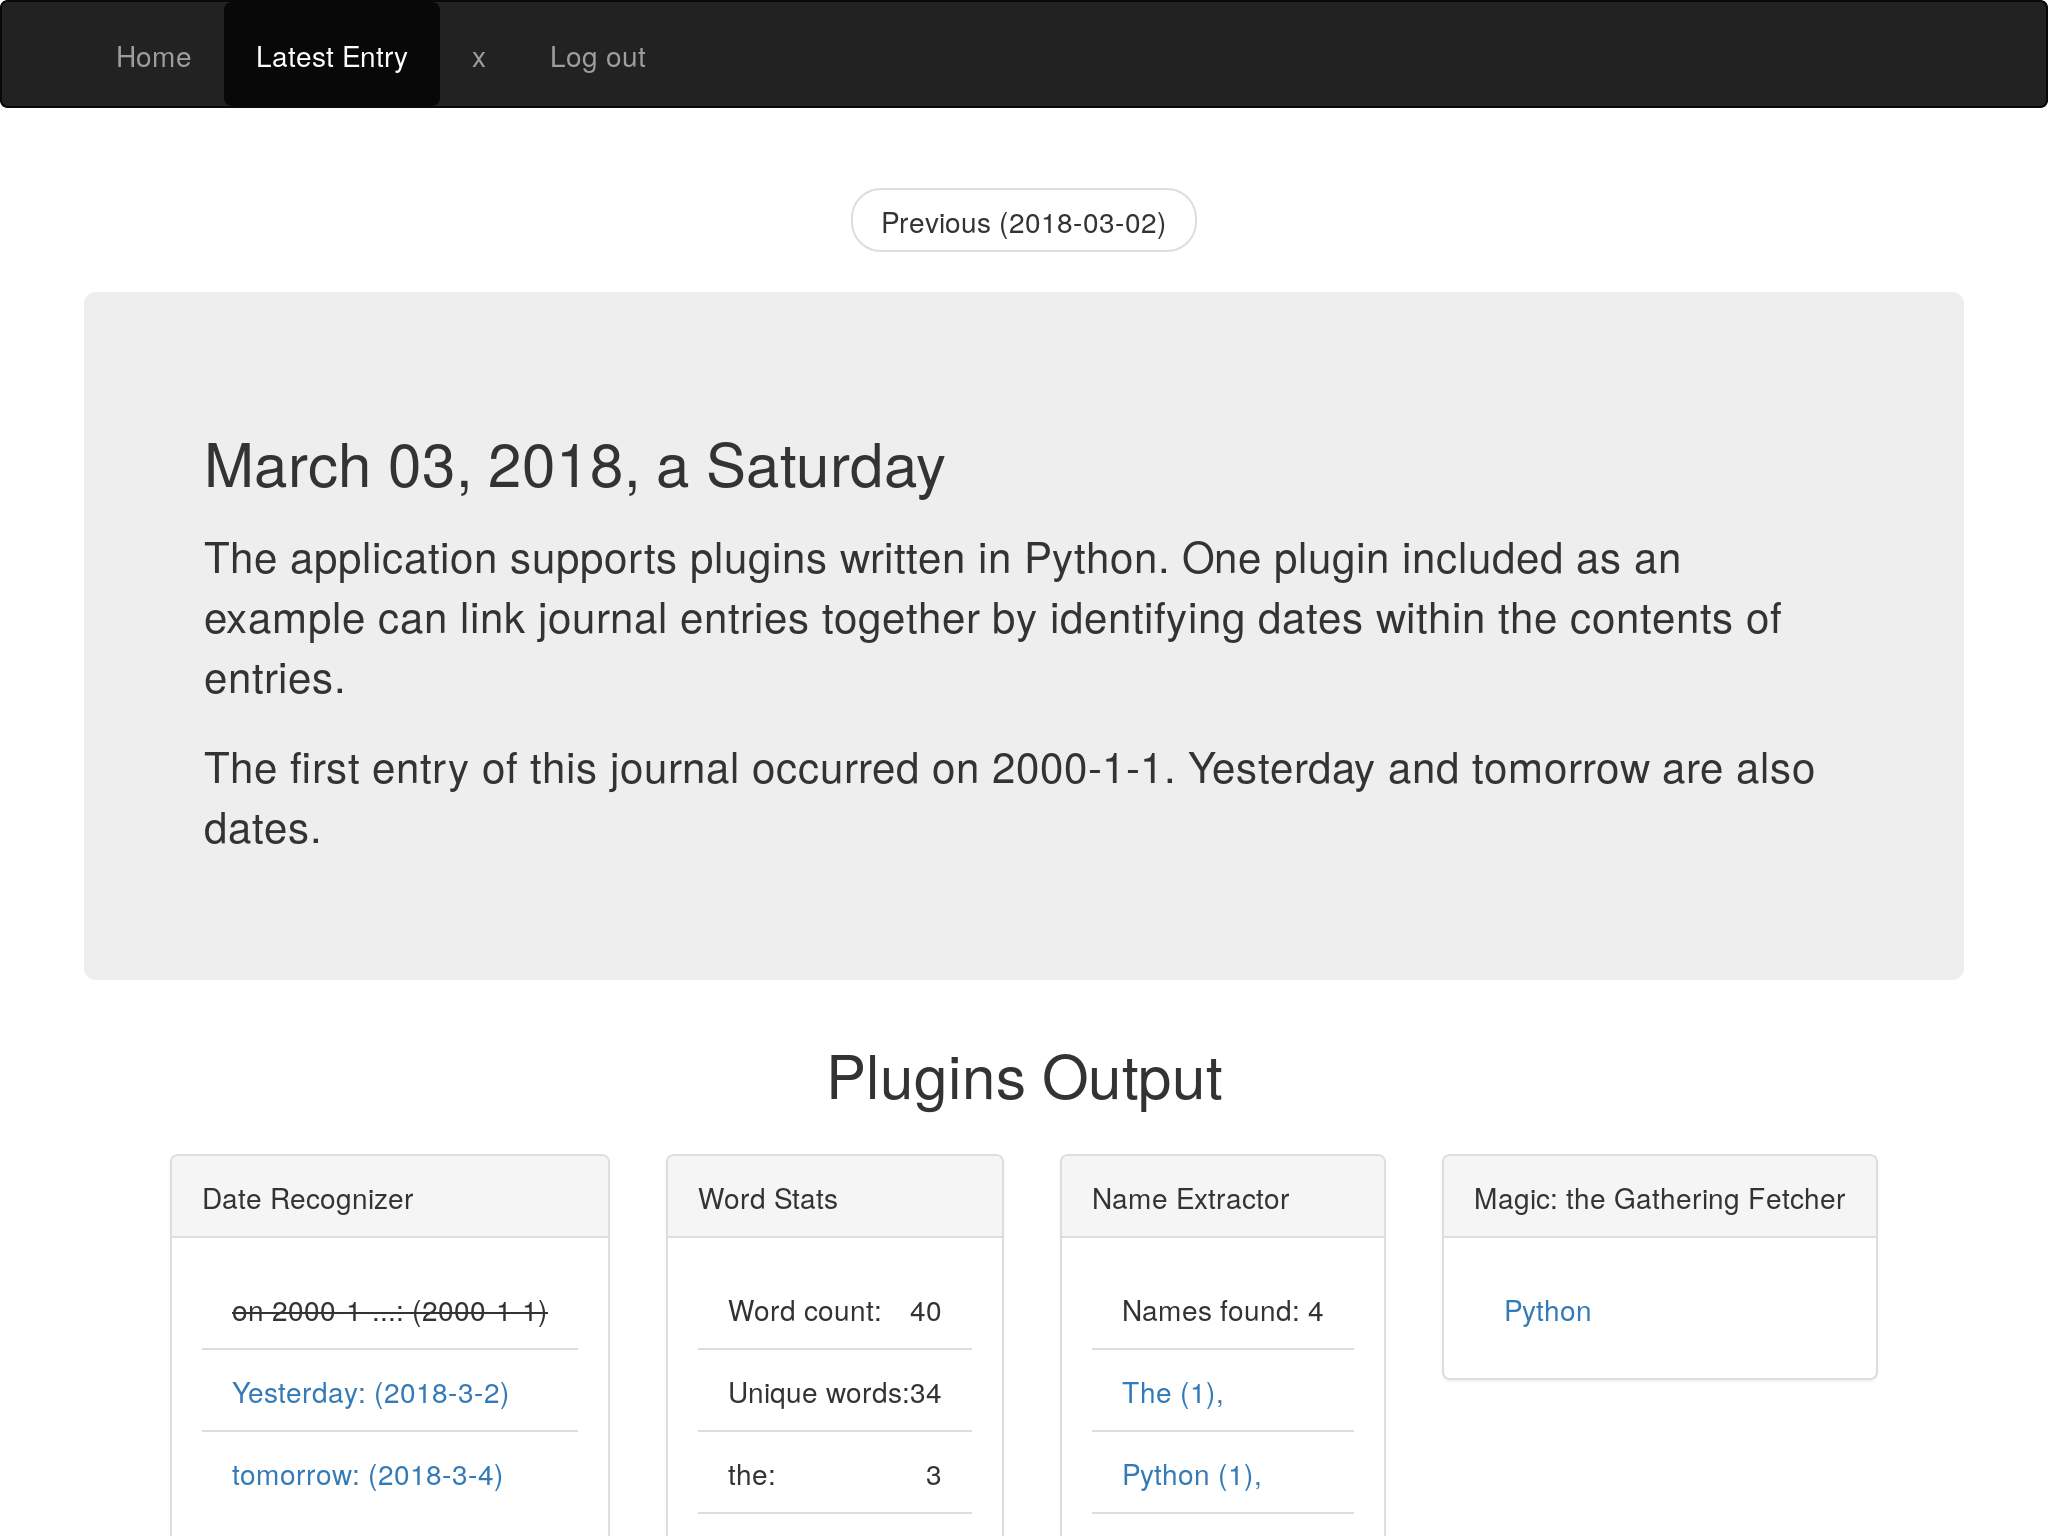 Home Latest Entry x Log out
Previous (2018-03-02)
March 03, 2018, a Saturday
The application supports plugins written in Python. One plugin included as an
example can link journal entries together by identifying dates within the contents of
entries.
The first entry of this journal occurred on 2000-1-1. Yesterday and tomorrow are also
dates.
Plugins Output
Date Recognizer
on 2000-1-...: (2000-1-1)
Yesterday: (2018-3-2)
tomorrow: (2018-3-4)
Word Stats
Word count: 40
Unique words:34
the: 3
Name Extractor
Names found: 4
The (1),
Python (1),
Magic: the Gathering Fetcher
Python